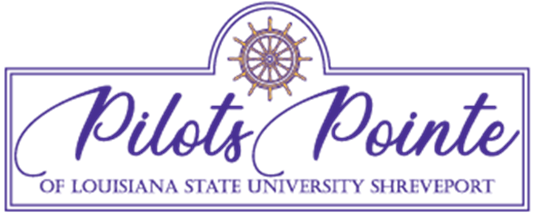 Pilots Pointe
OF LOUISIANA STATE UNIVERSITY SHREVEPORT